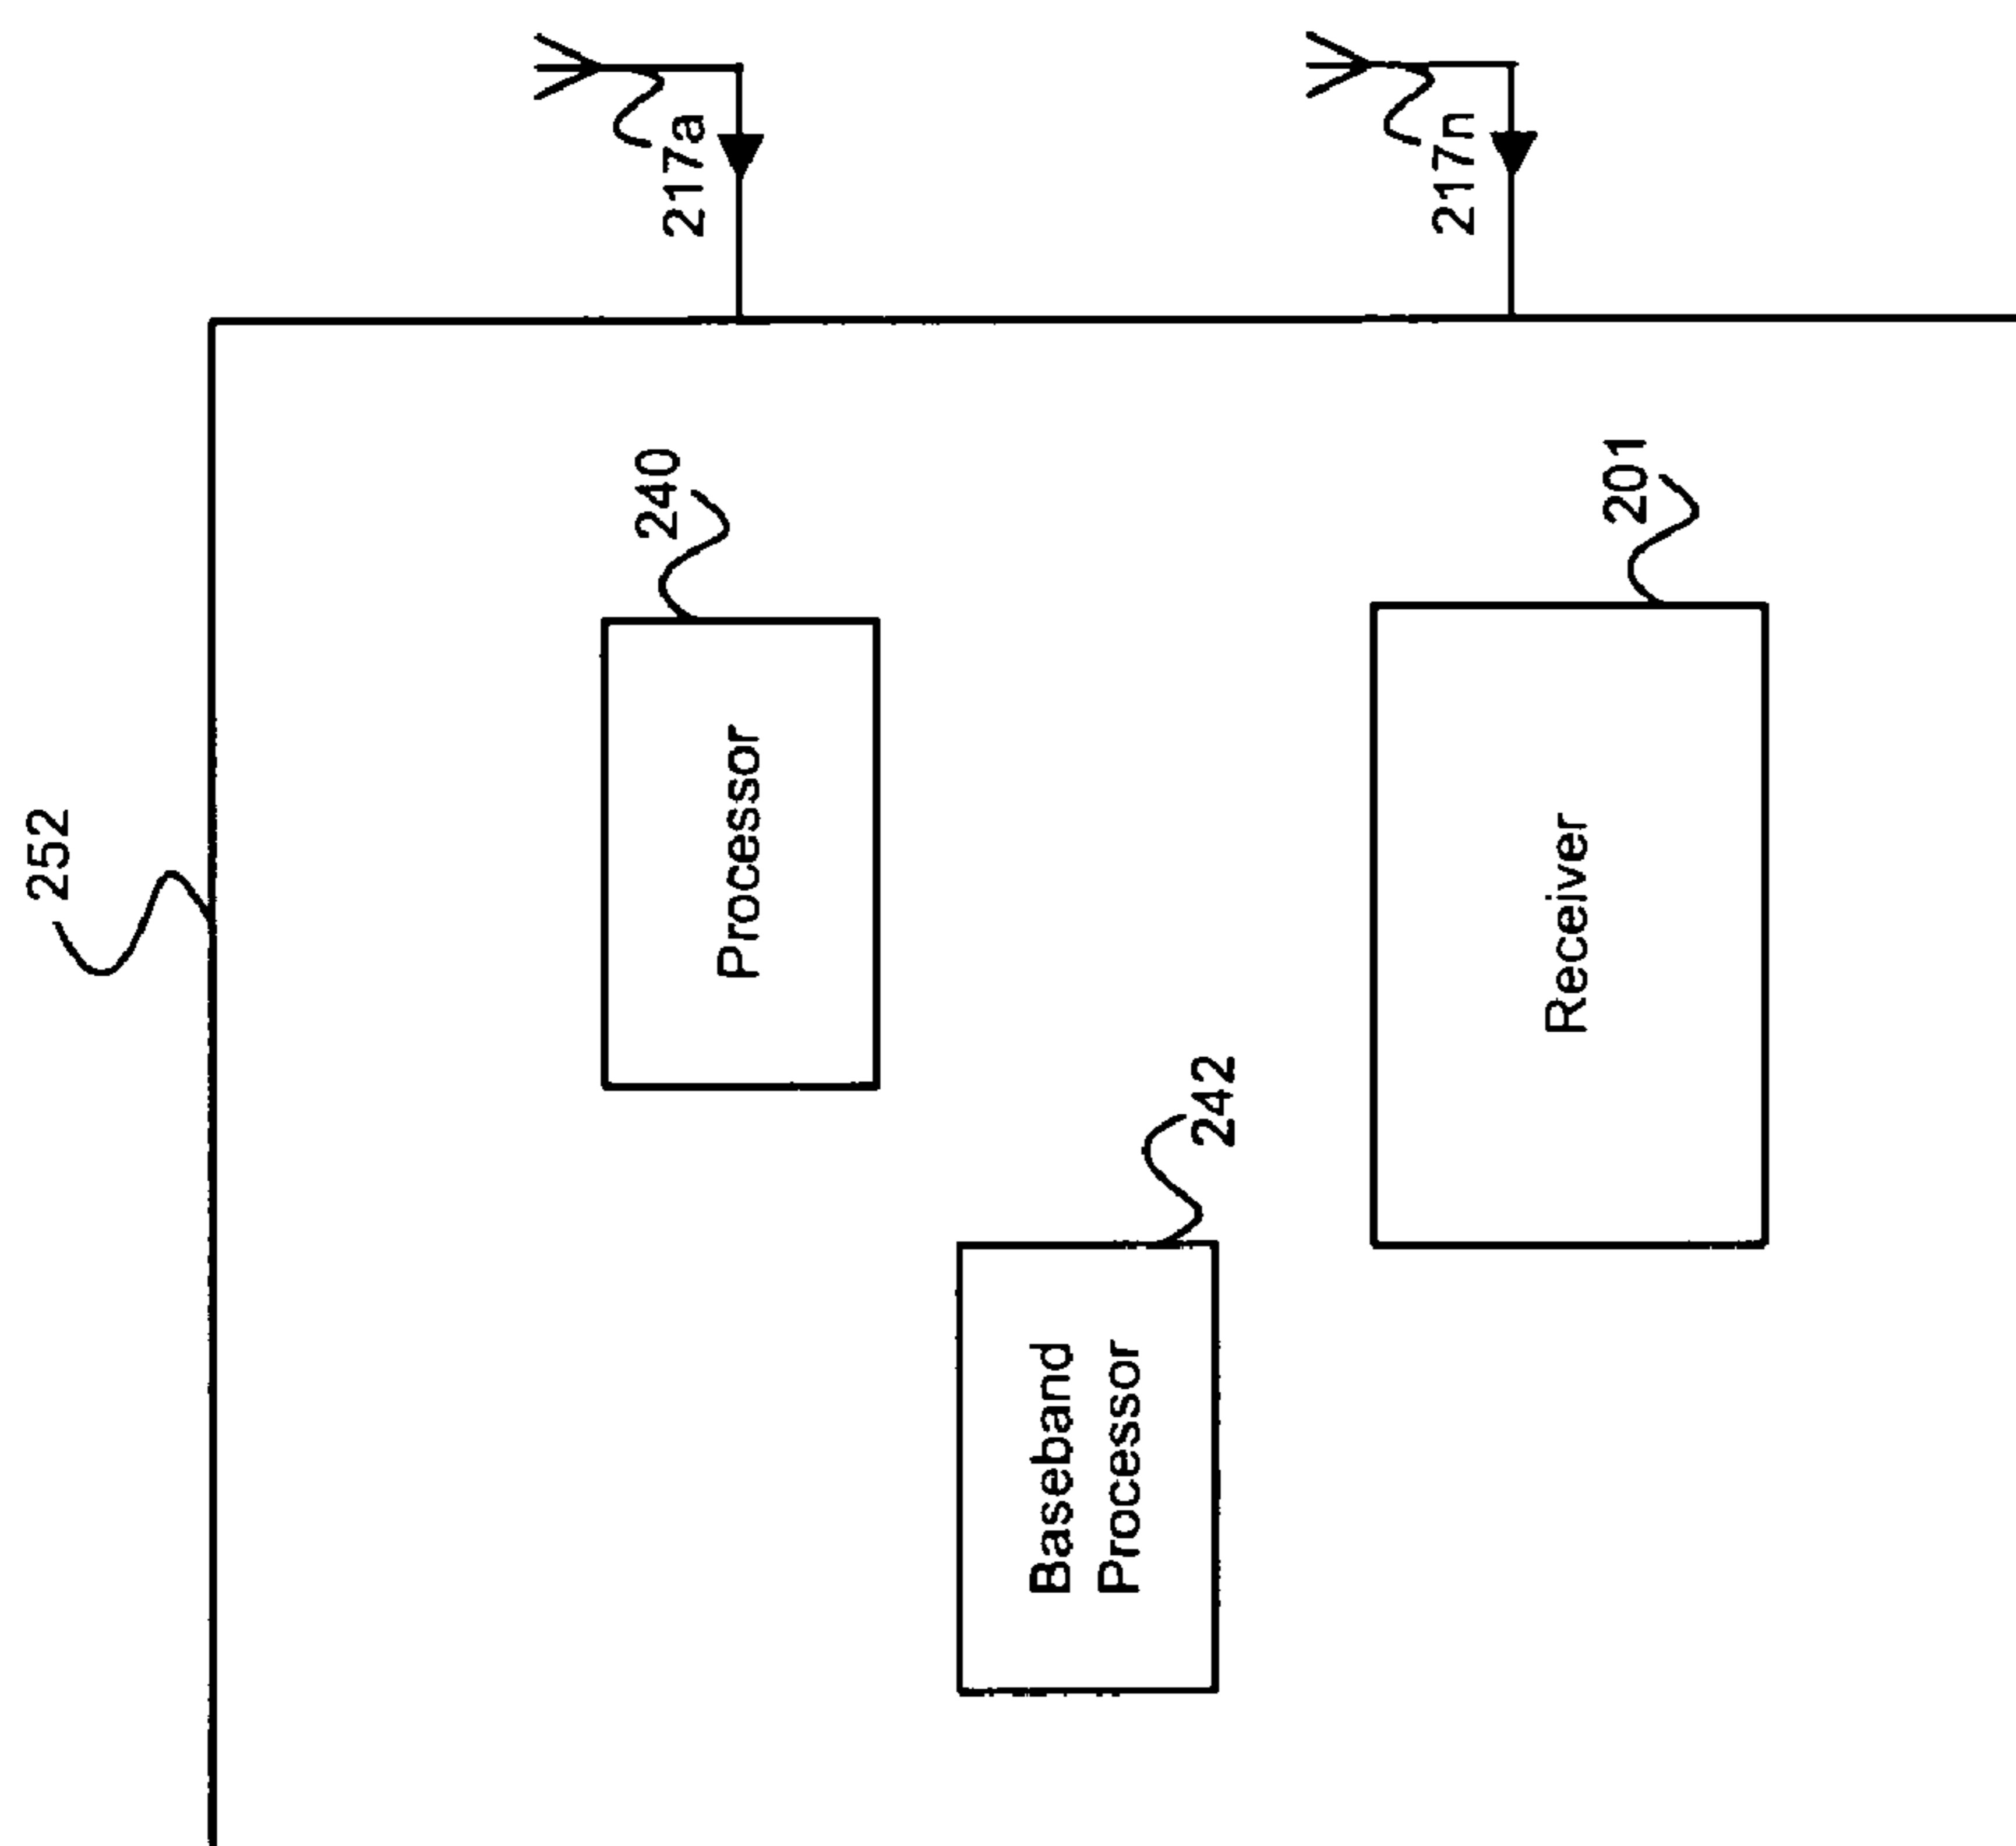 252
Processor
240
217a
Baseband
Processor
242
Receiver
201
217n